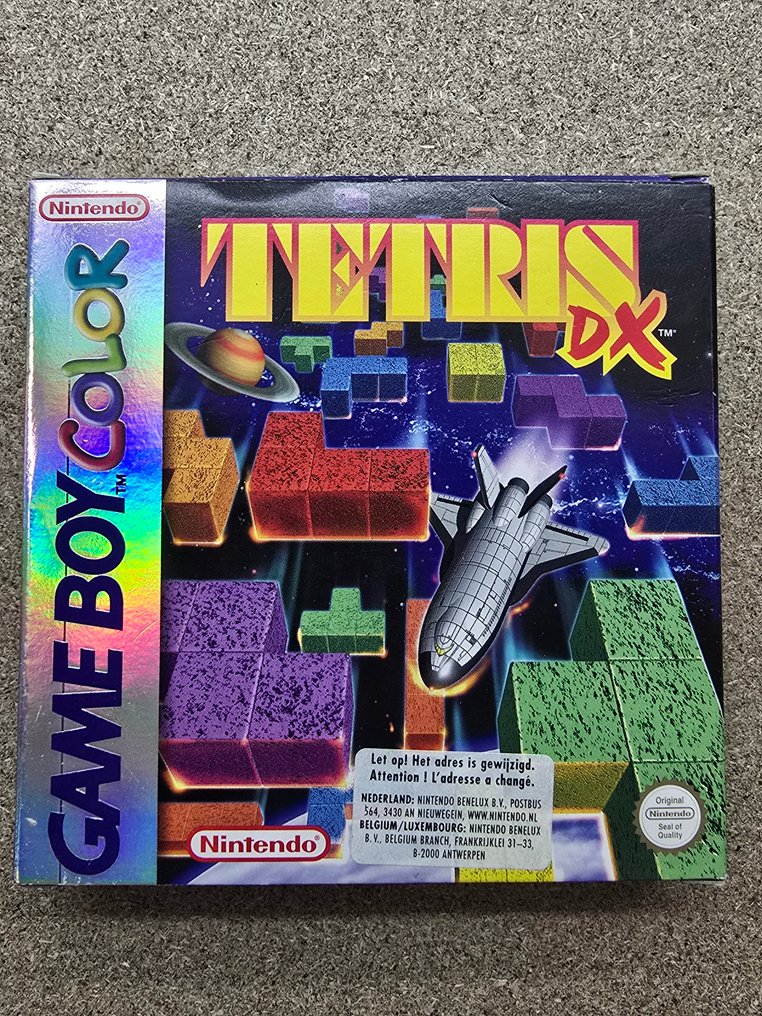 Nintendo
GAME BOY COLOR
TM
TETRIS
DX
TM
Let op! Het adres is gewijzigd.
Attention ! L'adresse a changé.
NEDERLAND: NINTENDO BENELUX B.V., POSTBUS
564, 3430 AN NIEUWEGEIN, WWW.NINTENDO.NL
BELGIUM/LUXEMBOURG: NINTENDO BENELUX
B.V., BELGIUM BRANCH, FRANKRIJKLEI 31–33,
B-2000 ANTWERPEN
Nintendo
Original
Nintendo
Seal of
Quality